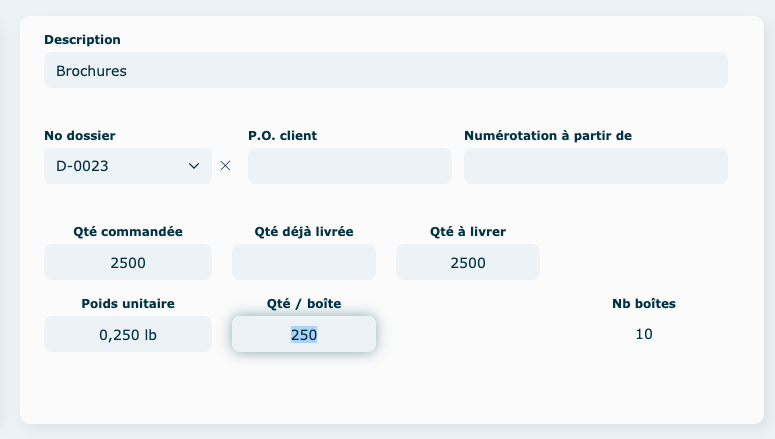 Description
Brochures
No dossier P.O. client Numérotation à partir de
D-0023
Qté commandée Qté déjà livrée Qté à livrer
2500 2500
Poids unitaire Qté / boîte Nb boîtes
0,250 lb 250 10